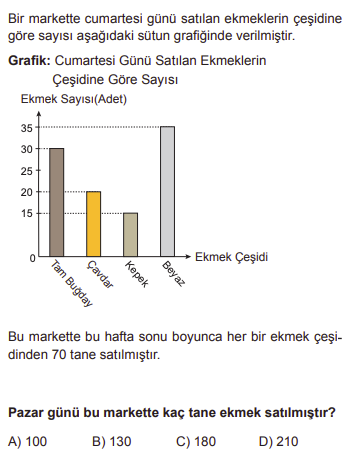 Bir markette cumartesi günü satılan ekmeklerin çeşidine
göre sayısı aşağıdaki sütun grafiğinde verilmiştir.
Grafik: Cumartesi Günü Satılan Ekmeklerin
Çeşidine Göre Sayısı
Ekmek Sayısı(Adet)
35
30
25
20
15
0
Tam Buğday
Çavdar
Kepek
Beyaz
Ekmek Çeşidi
Bu markette bu hafta sonu boyunca her bir ekmek çeşi-
dinden 70 tane satılmıştır.
Pazar günü bu markette kaç tane ekmek satılmıştır?
A) 100 B) 130 C) 180 D) 210